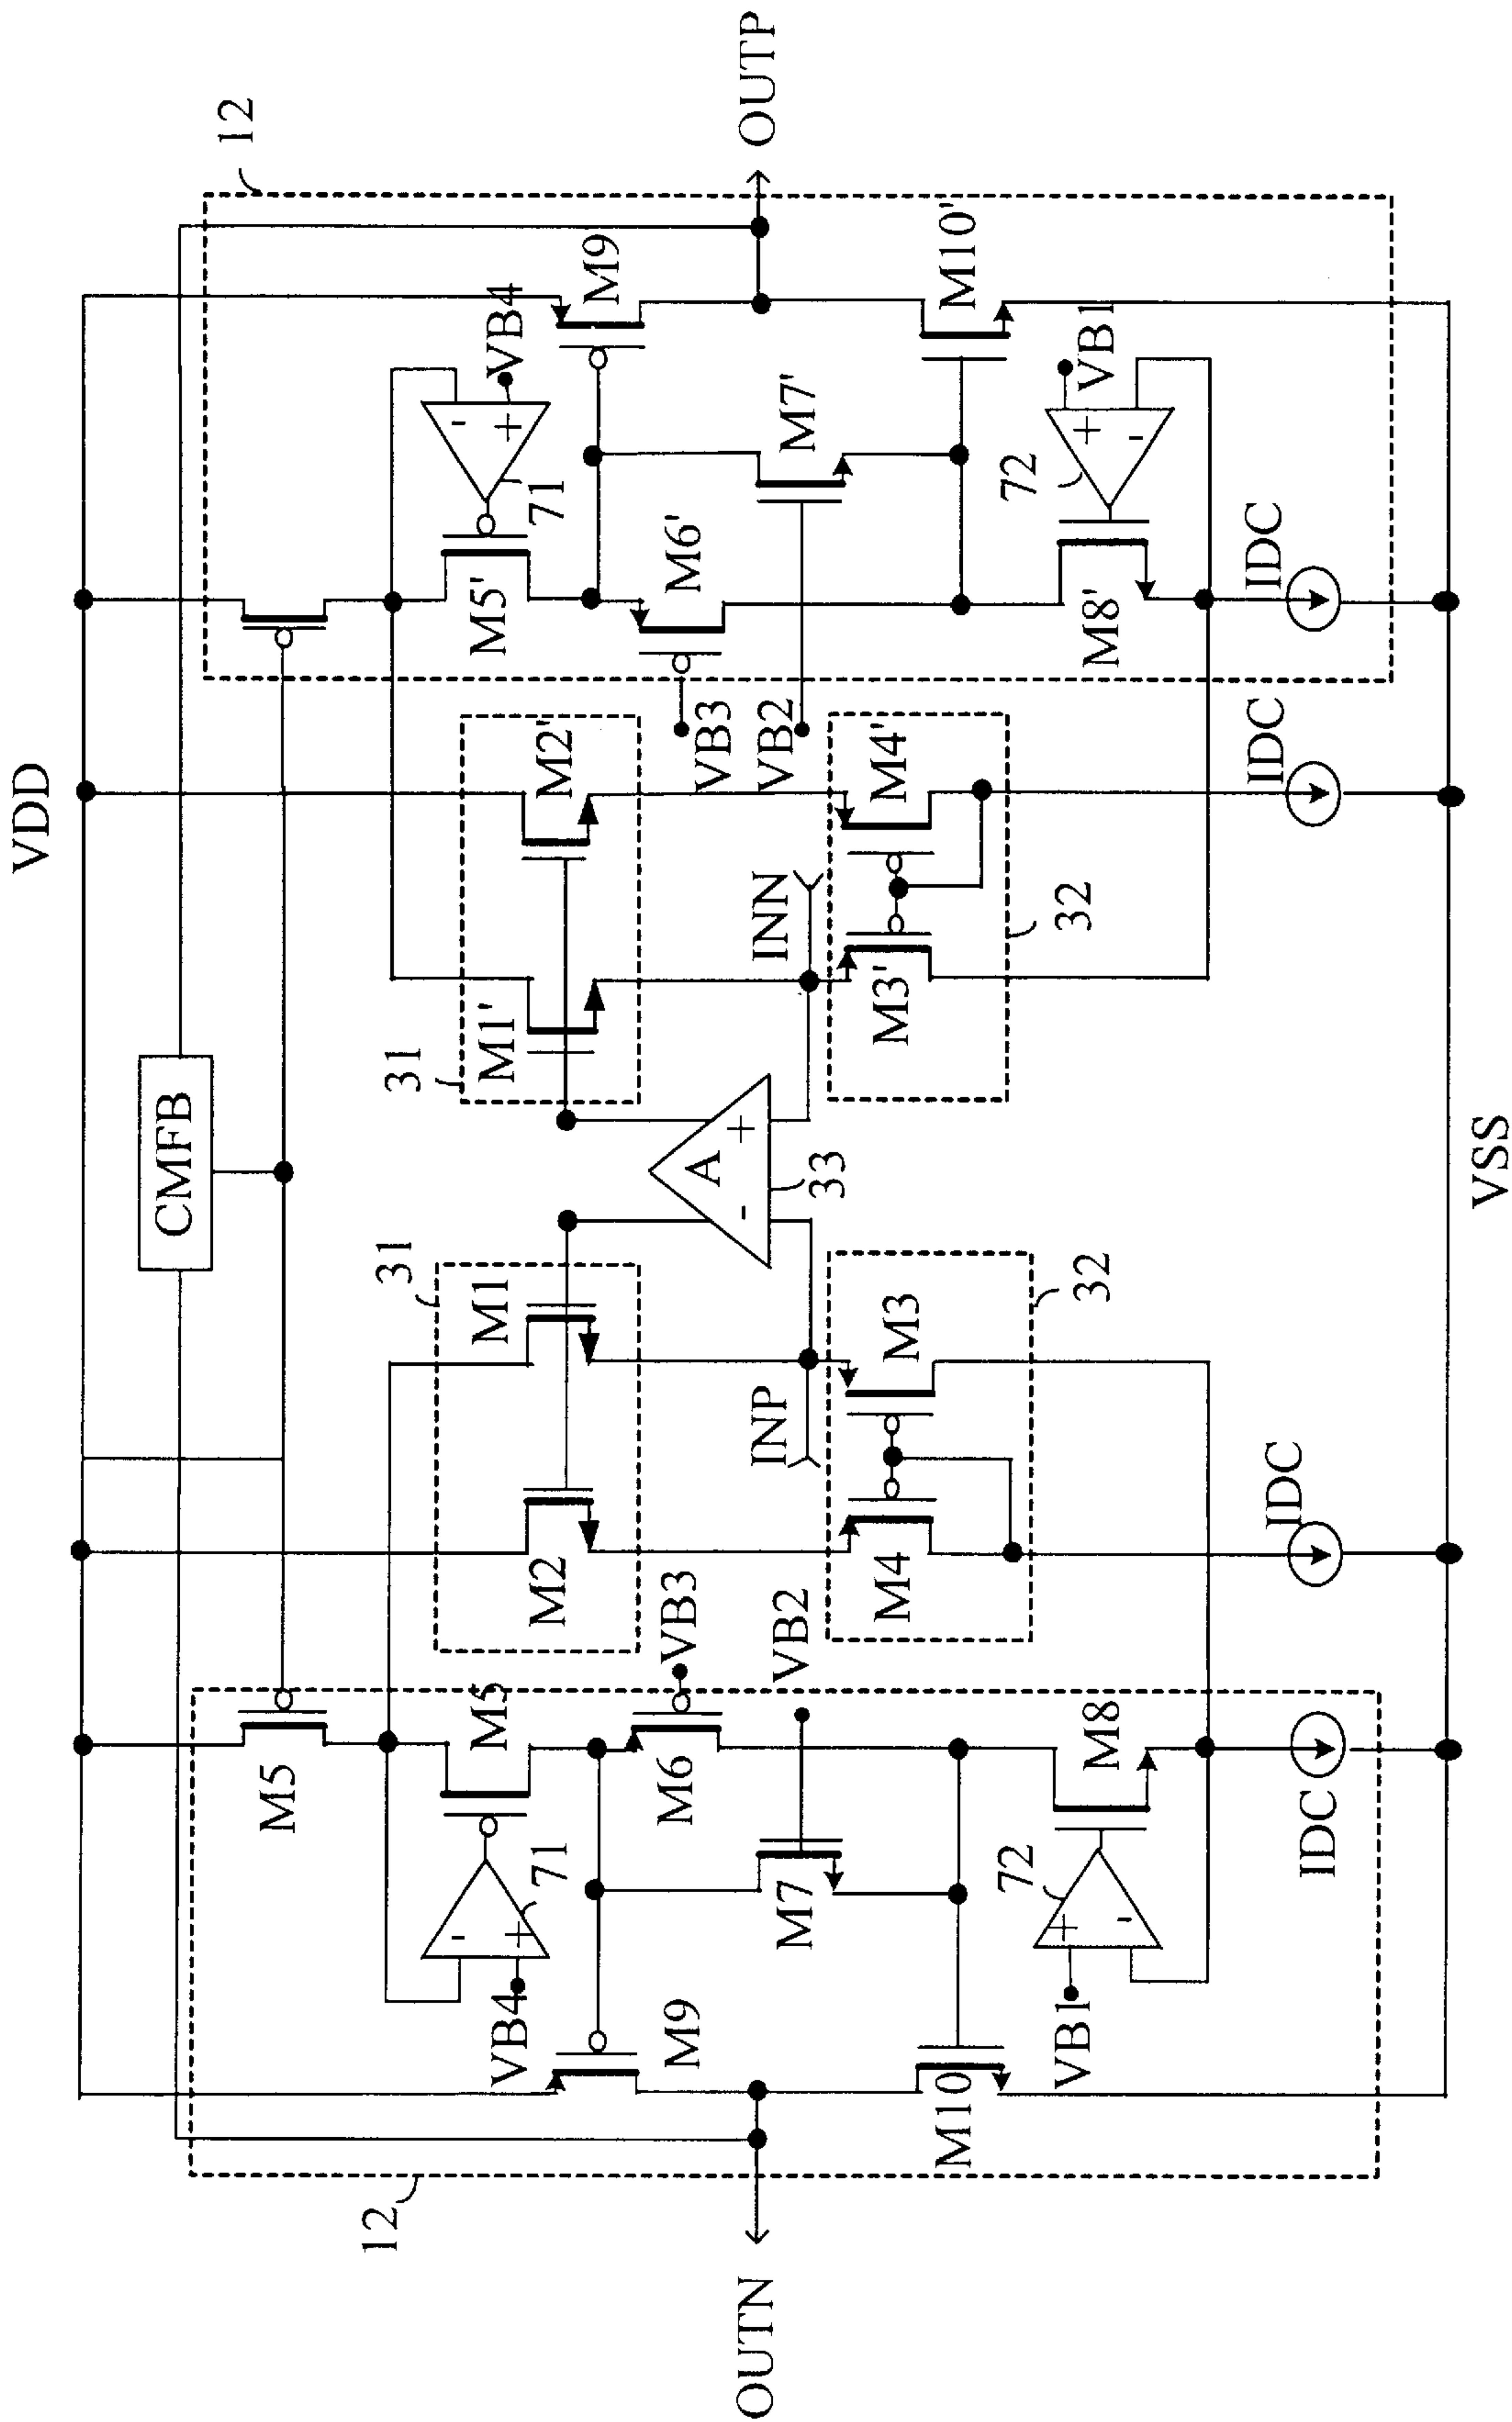 VDD
CMFB
12
12
M5
VB4
-
+
71
M5
M9
VB3
M6
VB2
M7
OUTN
M10
M8
72
+
-
VB1
IDC
31
M2
M1
INP
32
M4
M3
IDC
A
-
+
33
31
M1'
M2'
INN
32
M3'
M4'
IDC
VB3
VB2
M5'
71
-
+
VB4
M9
M6'
M7'
OUTP
M10'
M8'
72
+
-
VB1
IDC
VSS